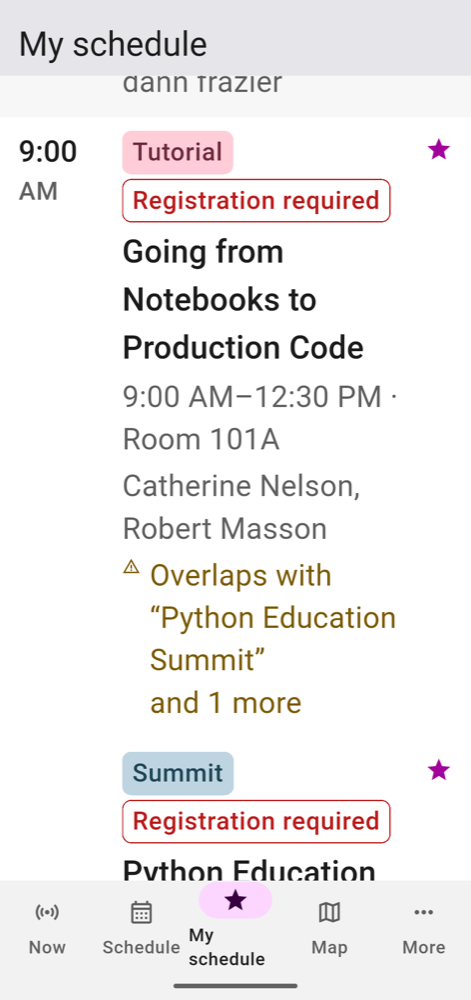 My schedule
dann frazier
9:00
AM
Tutorial
Registration required
Going from
Notebooks to
Production Code
9:00 AM–12:30 PM ·
Room 101A
Catherine Nelson,
Robert Masson
Overlaps with
“Python Education
Summit”
and 1 more
Summit
Registration required
Python Education
Now
Schedule
My
schedule
Map
More